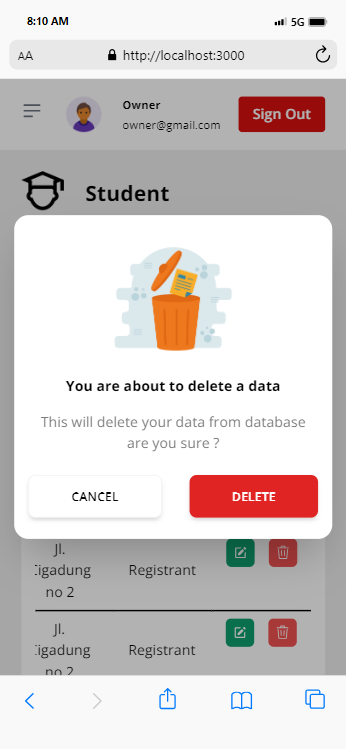 8:10 AM
5G
AA
http://localhost:3000
Owner
owner@gmail.com
Sign Out
Student
You are about to delete a data
This will delete your data from database
are you sure ?
CANCEL
DELETE
Jl.
igadung
no 2
Registrant
Jl.
igadung
no 2
Registrant